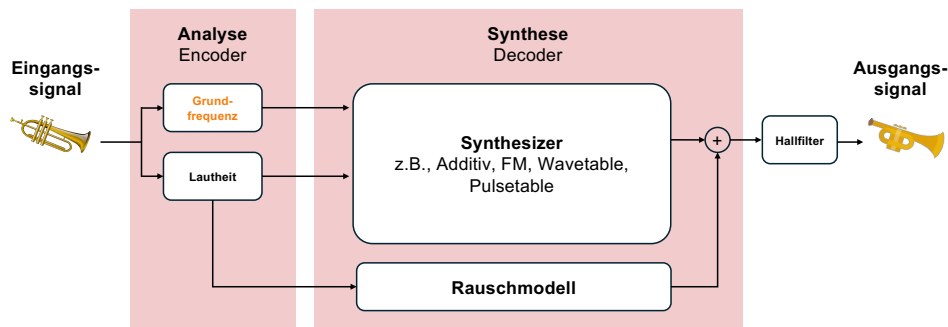 Analyse
Encoder
Synthese
Decoder
Eingangs-
signal
Ausgangs-
signal
Grund-
frequenz
Lautheit
Synthesizer
z.B., Additiv, FM, Wavetable,
Pulsetable
+
Hallfilter
Rauschmodell